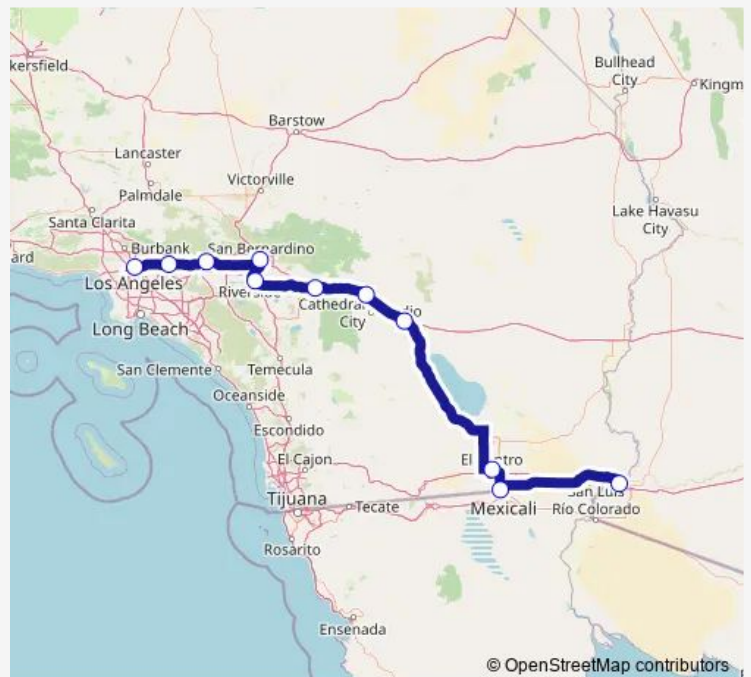 kersfield
Bullhead
City
Kingm
Barstow
Lancaster
Victorville
Palmdale
Santa Clarita
Lake Havasu
City
ard
Burbank
San Bernardino
Los Angeles
Cathedral
City
Long Beach
San Clemente
Temecula
Oceanside
Escondido
El Cajon
El
Tijuana
Tecate
Mexicali
San Luis
Río Colorado
Rosarito
Ensenada
© OpenStreetMap contributors